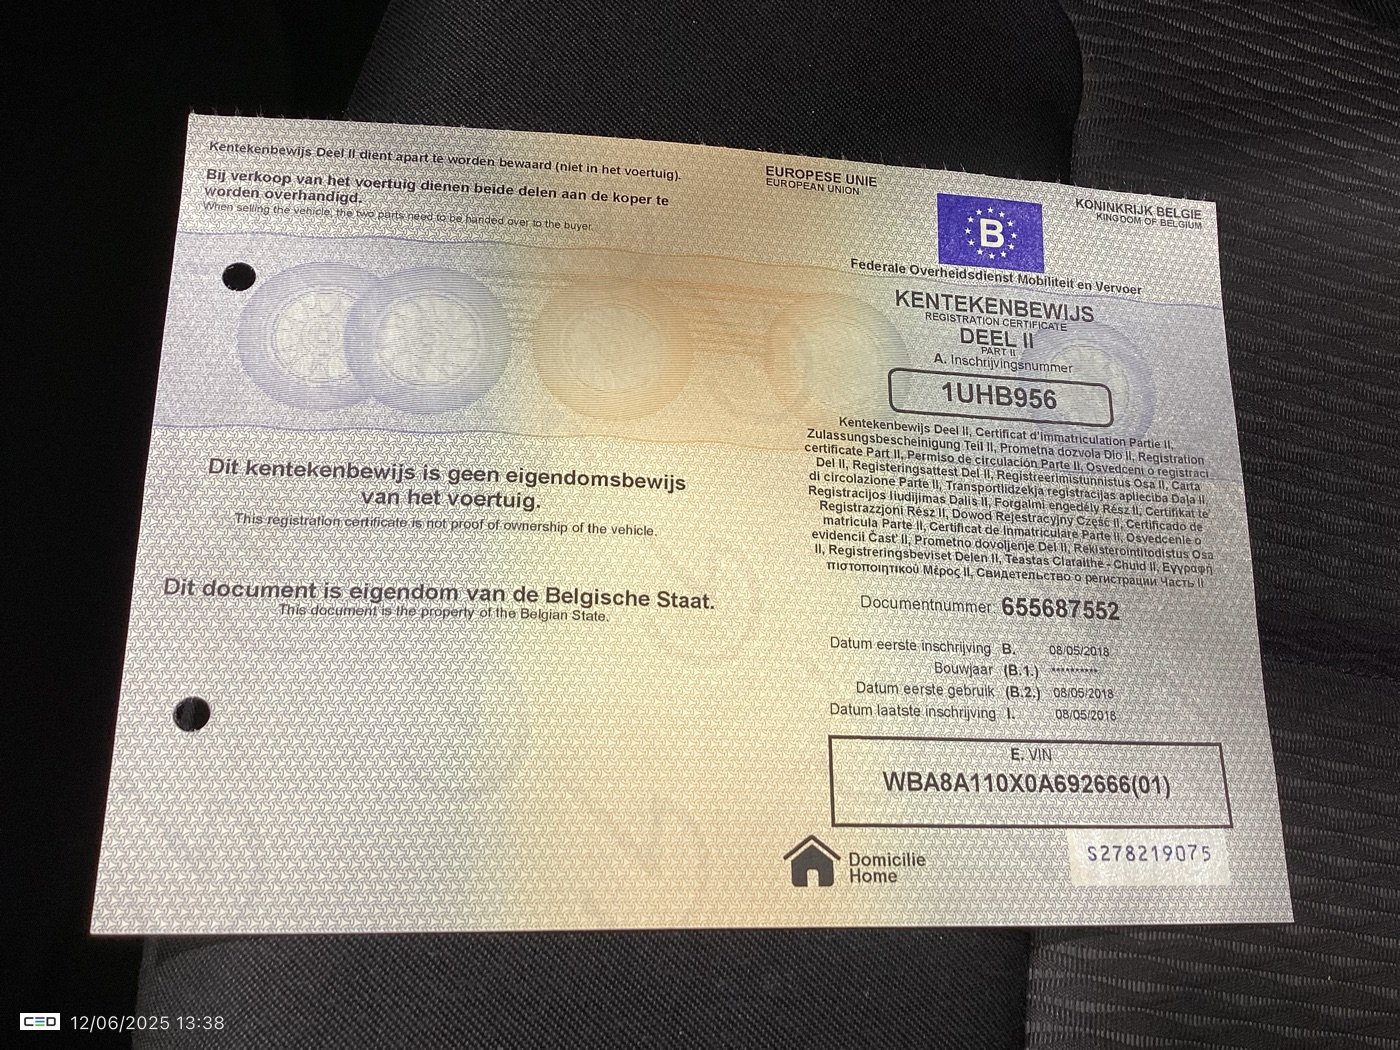 Kentekenbewijs Deel II dient apart te worden bewaard (niet in het voertuig).
Bij verkoop van het voertuig dienen beide delen aan de koper te
worden overhandigd.
When selling the vehicle, the two parts need to be handed over to the buyer.
Dit kentekenbewijs is geen eigendomsbewijs
van het voertuig.
This registration certificate is not proof of ownership of the vehicle.
Dit document is eigendom van de Belgische Staat.
This document is the property of the Belgian State.
EUROPESE UNIE
EUROPEAN UNION
B
KONINKRIJK BELGIE
KINGDOM OF BELGIUM
Federale Overheidsdienst Mobiliteit en Vervoer
KENTEKENBEWIJS
REGISTRATION CERTIFICATE
DEEL II
PART II
A. Inschrijvingsnummer
1UHB956
Kentekenbewijs Deel II, Certificat d'immatriculation Partie II,
Zulassungsbescheinigung Teil II, Prometna dozvola Dio II, Registration
certificate Part II, Permiso de circulación Parte II, Osvedceni o registraci
Del II, Registeringsattest Del II, Registreerimistunnistus Osa II, Carta
di circolazione Parte II, Transportlidzekja registracijas aplieciba Dala II,
Registracijos liudijimas Dalis II, Forgalmi engedély Rész II, Certifikat te'
Registrazzjoni Rész II, Dowod Rejestracyjny Część II, Certificado de
matricula Parte II, Certificat de inmatriculare Parte II, Osvedcenie o
evidencii Čast' II, Prometno dovoljenje Del II, Rekisterointitodistus Osa
II, Registreringsbeviset Delen II, Teastas Claraithe - Chuid II, Εγγραφή
πιστοποιητικού Μέρος II, Свидетельство о регистрации Часть II
Documentnummer 655687552
Datum eerste inschrijving B. 08/05/2018
Bouwjaar (B.1.) **********
Datum eerste gebruik (B.2.) 08/05/2018
Datum laatste inschrijving I. 08/05/2018
E. VIN
WBA8A110X0A692666(01)
Domicilie
Home
S278219075
CED 12/06/2025 13:38